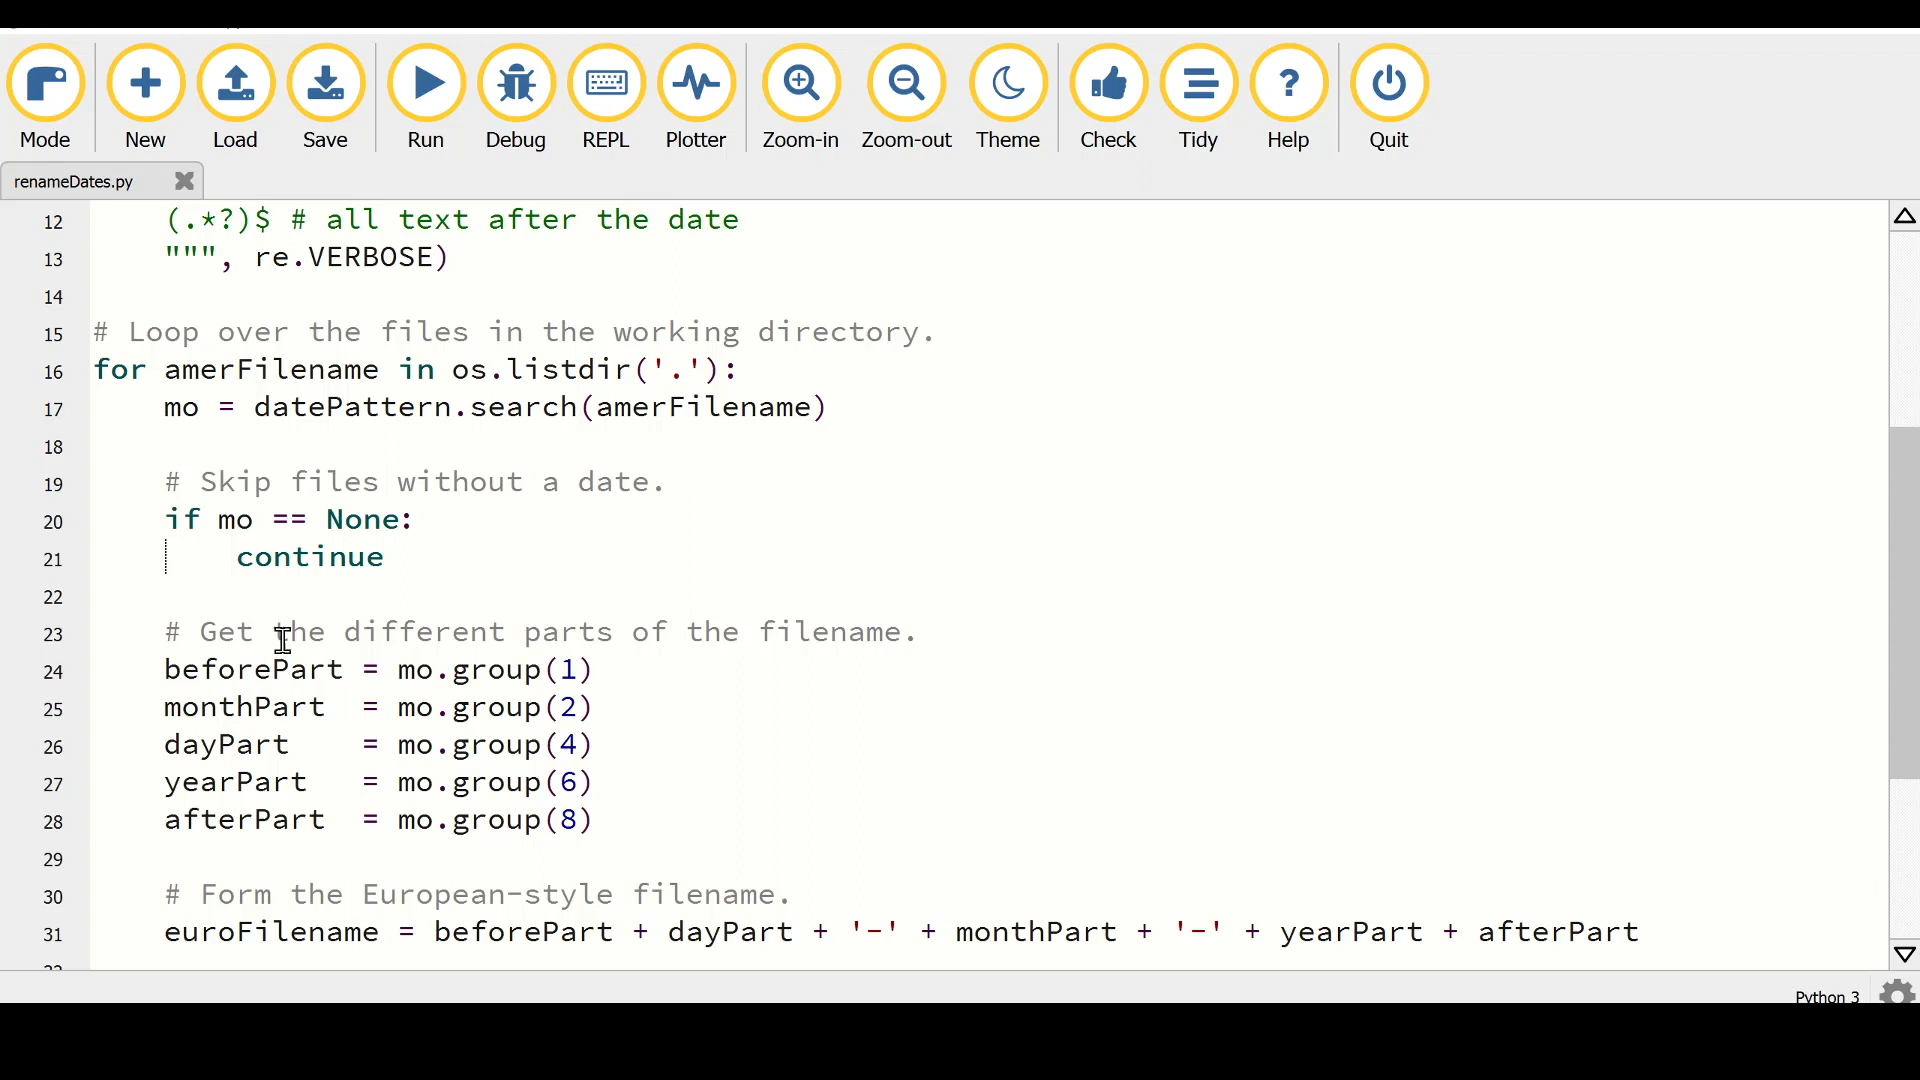 Mode New Load Save Run Debug REPL Plotter Zoom-in Zoom-out Theme Check Tidy Help Quit
renameDates.py
12 (.*?)$ # all text after the date
13 """, re.VERBOSE)
14
15 # Loop over the files in the working directory.
16 for amerFilename in os.listdir('.'):
17 mo = datePattern.search(amerFilename)
18
19 # Skip files without a date.
20 if mo == None:
21 continue
22
23 # Get the different parts of the filename.
24 beforePart = mo.group(1)
25 monthPart  = mo.group(2)
26 dayPart    = mo.group(4)
27 yearPart   = mo.group(6)
28 afterPart  = mo.group(8)
29
30 # Form the European-style filename.
31 euroFilename = beforePart + dayPart + '-' + monthPart + '-' + yearPart + afterPart
Python 3